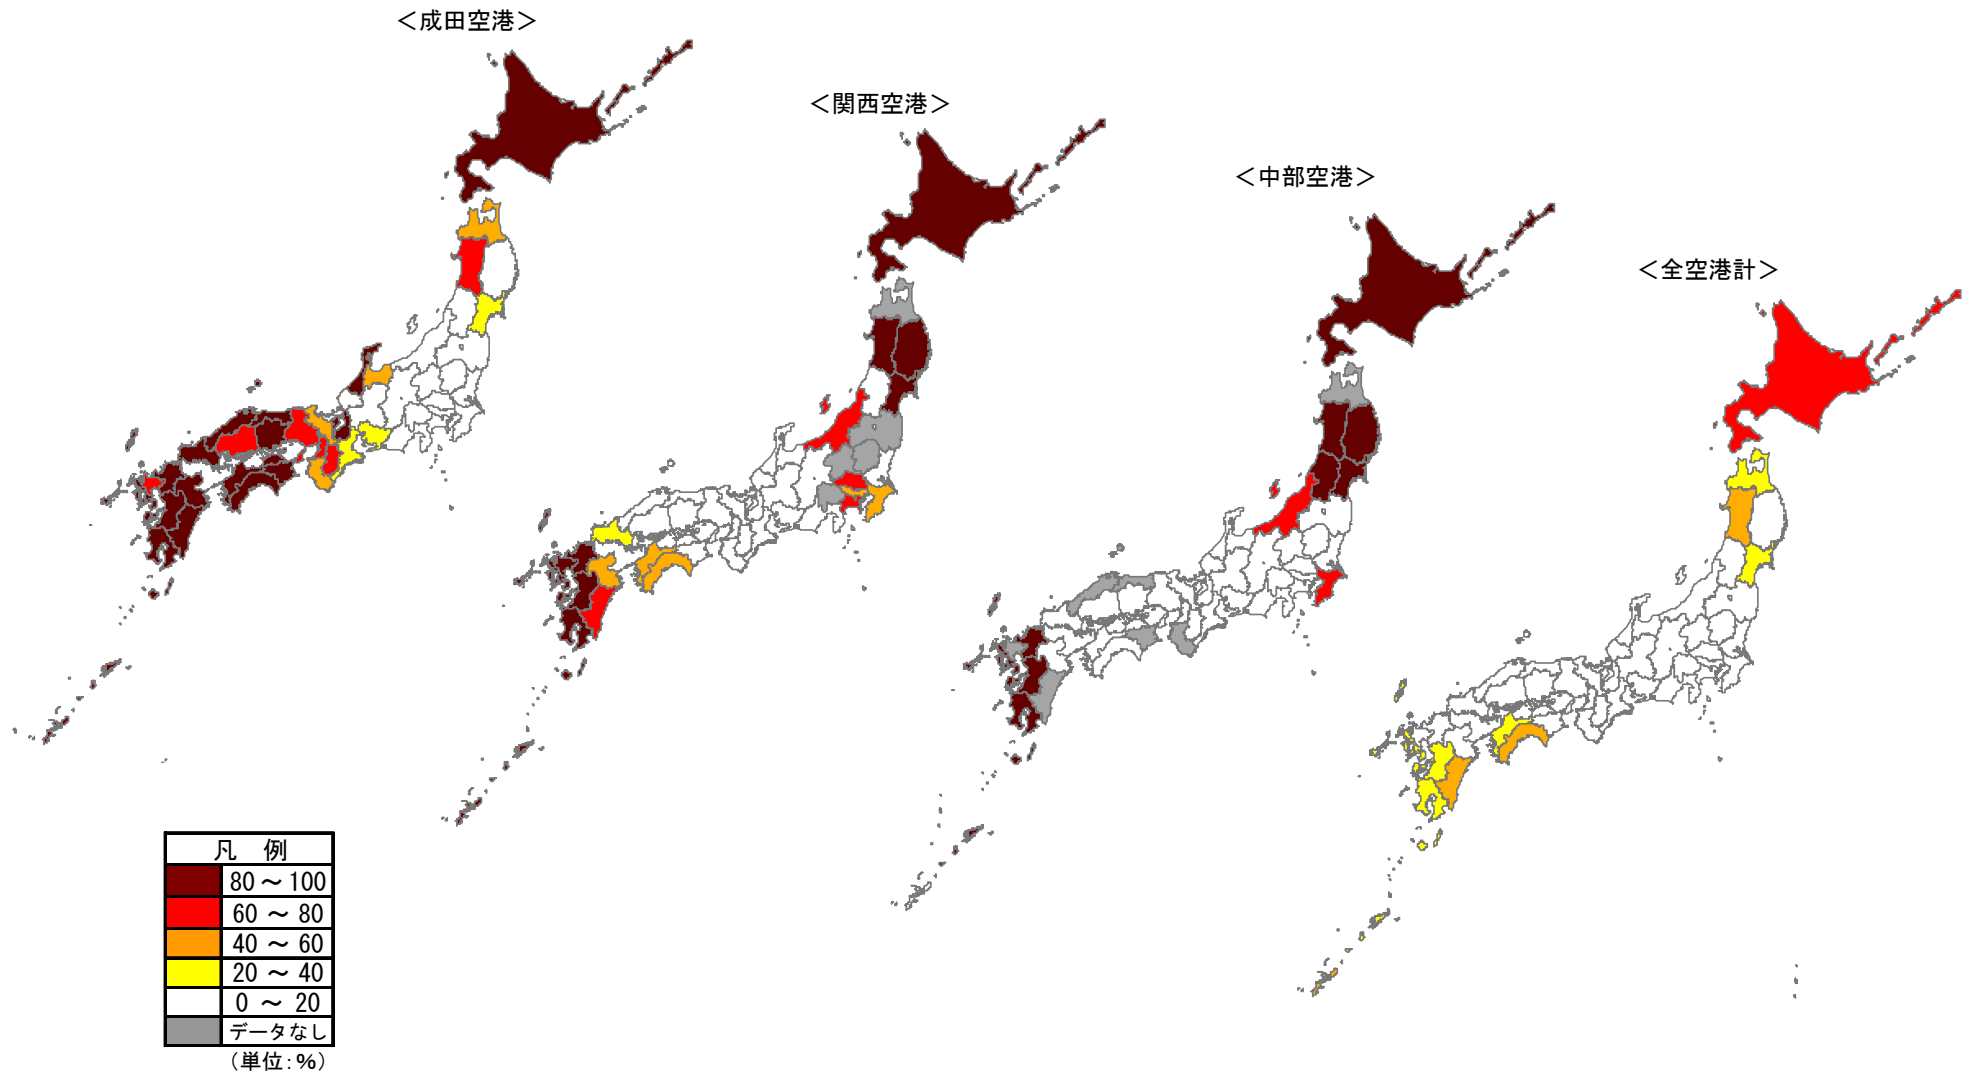 ＜成田空港＞
＜関西空港＞
＜中部空港＞
＜全空港計＞
凡　例
80 ～ 100
60 ～ 80
40 ～ 60
20 ～ 40
0 ～ 20
データなし
（単位：％）